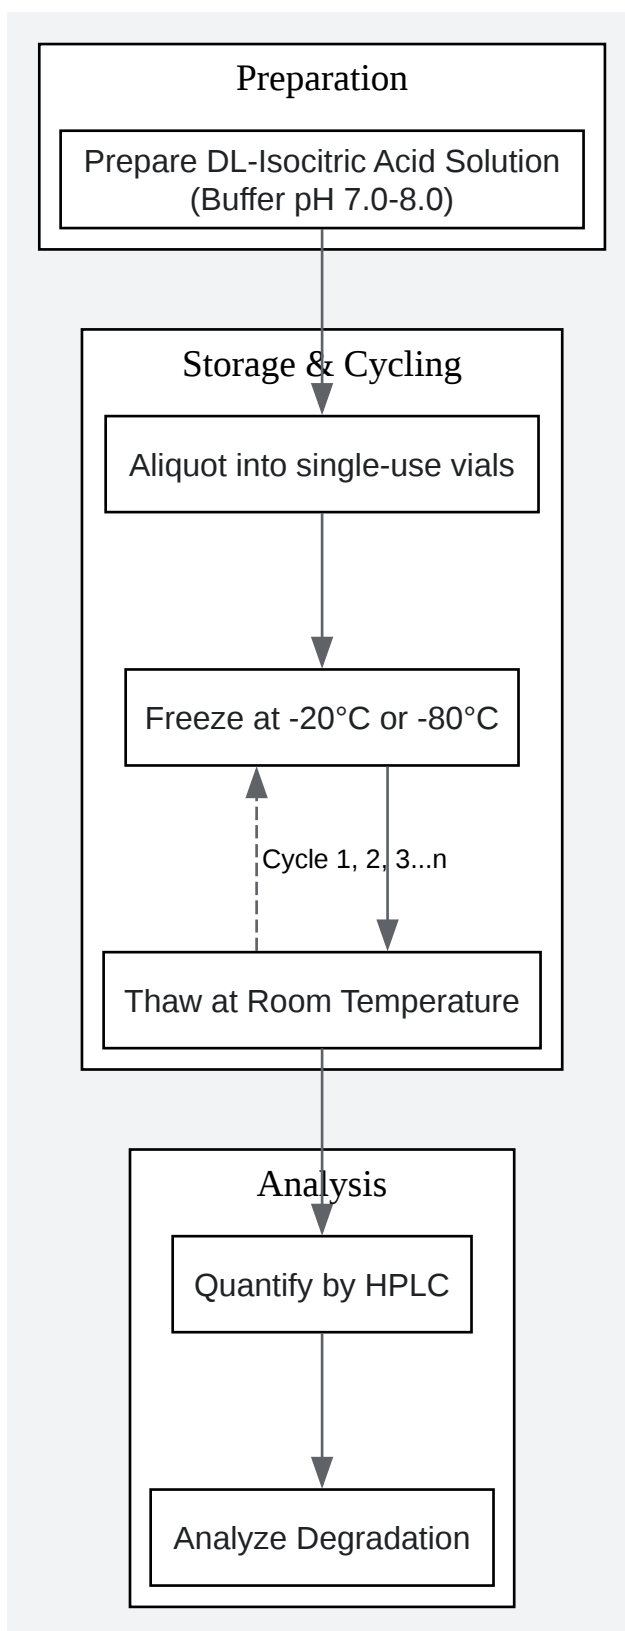 Preparation
Prepare DL-Isocitric Acid Solution
(Buffer pH 7.0-8.0)
Storage & Cycling
Aliquot into single-use vials
Freeze at -20°C or -80°C
Cycle 1, 2, 3...n
Thaw at Room Temperature
Analysis
Quantify by HPLC
Analyze Degradation